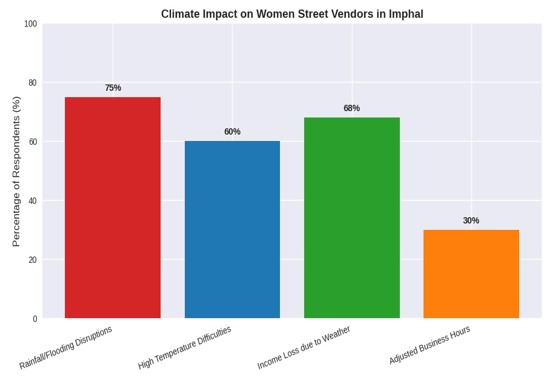 Climate Impact on Women Street Vendors in Imphal
Percentage of Respondents (%)
100
80
60
40
20
0
75%
60%
68%
30%
Rainfall/Flooding Disruptions
High Temperature Difficulties
Income Loss due to Weather
Adjusted Business Hours